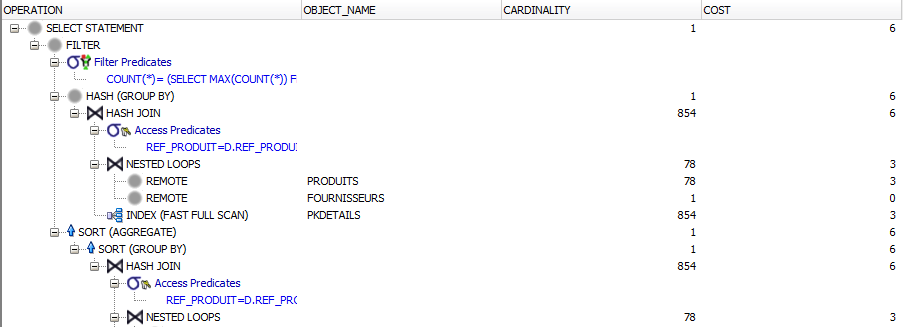 OPERATION OBJECT_NAME CARDINALITY COST
SELECT STATEMENT 1 6
FILTER
Filter Predicates
COUNT(*)= (SELECT MAX(COUNT(*)) F
HASH (GROUP BY) 1 6
HASH JOIN 854 6
Access Predicates
REF_PRODUIT=D.REF_PRODUI
NESTED LOOPS 78 3
REMOTE PRODUITS 78 3
REMOTE FOURNISSEURS 1 0
INDEX (FAST FULL SCAN) PKDETAILS 854 3
SORT (AGGREGATE) 1 6
SORT (GROUP BY) 1 6
HASH JOIN 854 6
Access Predicates
REF_PRODUIT=D.REF_PRO
NESTED LOOPS 78 3